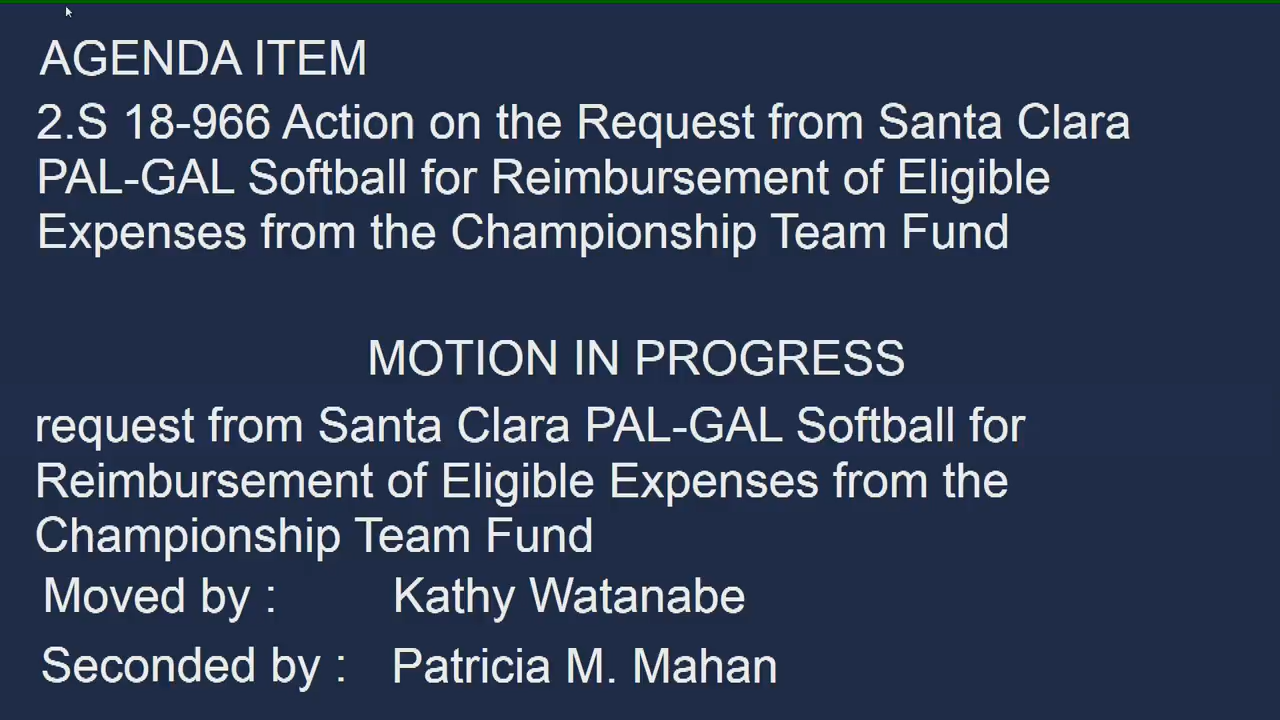 AGENDA ITEM
2.S 18-966 Action on the Request from Santa Clara
PAL-GAL Softball for Reimbursement of Eligible
Expenses from the Championship Team Fund
MOTION IN PROGRESS
request from Santa Clara PAL-GAL Softball for
Reimbursement of Eligible Expenses from the
Championship Team Fund
Moved by : Kathy Watanabe
Seconded by : Patricia M. Mahan